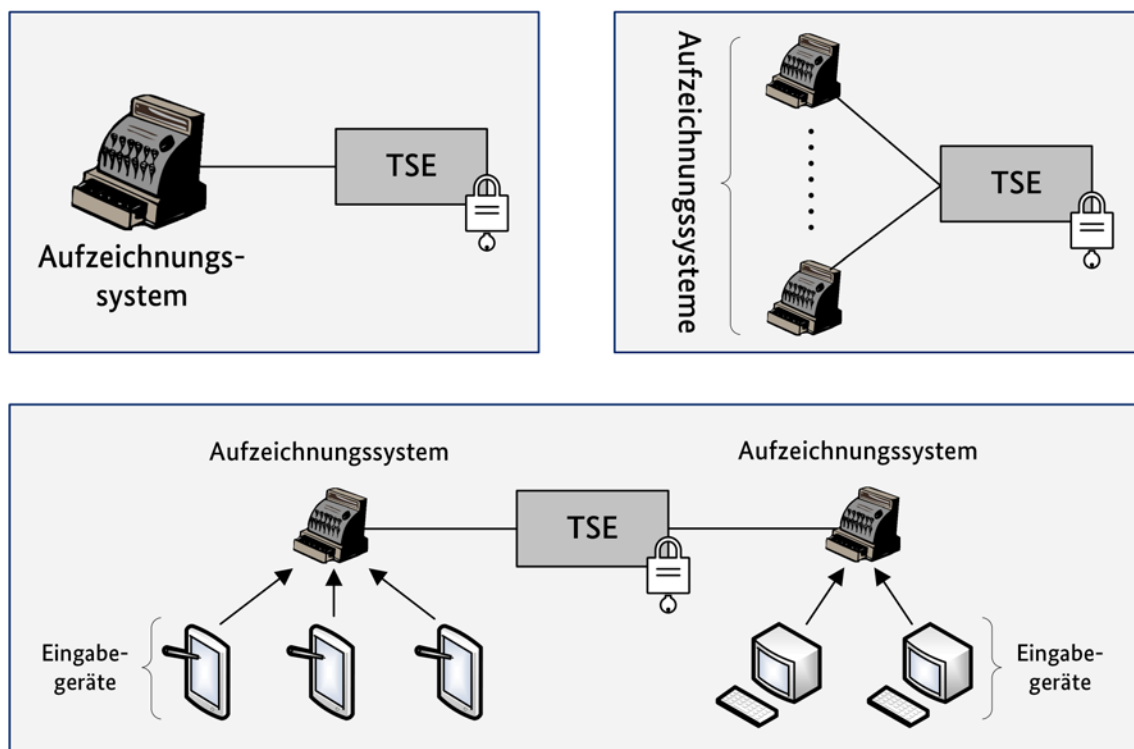 TSE
Aufzeichnungs-
system
Aufzeichnungssysteme
TSE
Aufzeichnungssystem
Aufzeichnungssystem
TSE
Eingabe-
geräte
Eingabe-
geräte